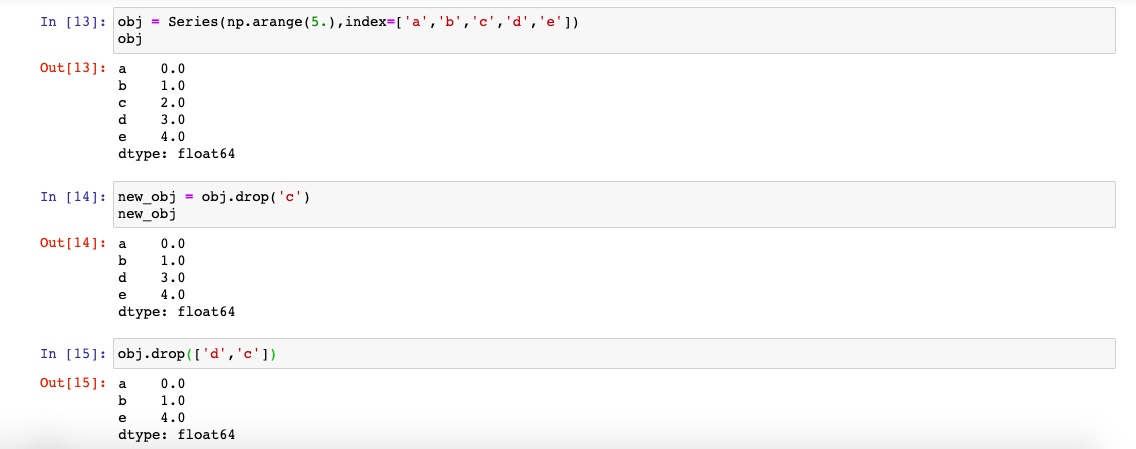 In [13]: obj = Series(np.arange(5.),index=['a','b','c','d','e'])
obj
Out[13]: a    0.0
b    1.0
c    2.0
d    3.0
e    4.0
dtype: float64
In [14]: new_obj = obj.drop('c')
new_obj
Out[14]: a    0.0
b    1.0
d    3.0
e    4.0
dtype: float64
In [15]: obj.drop(['d','c'])
Out[15]: a    0.0
b    1.0
e    4.0
dtype: float64